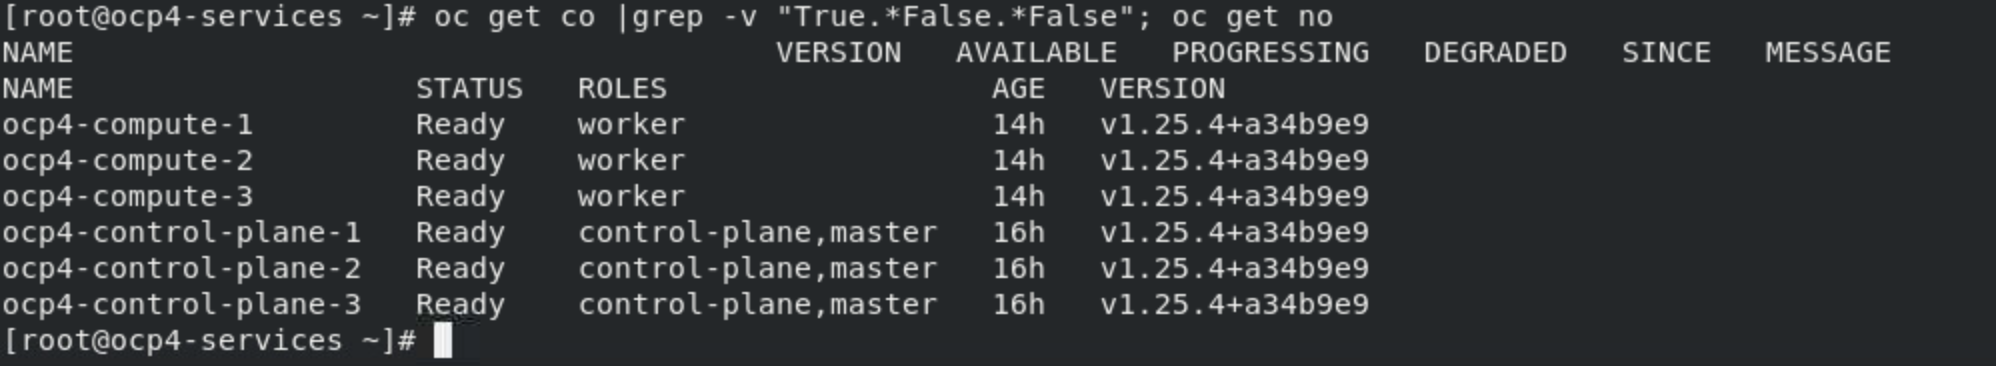 [root@ocp4-services ~]# oc get co |grep -v "True.*False.*False"; oc get no
NAME                                       VERSION   AVAILABLE   PROGRESSING   DEGRADED   SINCE   MESSAGE
NAME                   STATUS   ROLES                  AGE   VERSION
ocp4-compute-1         Ready    worker                 14h   v1.25.4+a34b9e9
ocp4-compute-2         Ready    worker                 14h   v1.25.4+a34b9e9
ocp4-compute-3         Ready    worker                 14h   v1.25.4+a34b9e9
ocp4-control-plane-1   Ready    control-plane,master   16h   v1.25.4+a34b9e9
ocp4-control-plane-2   Ready    control-plane,master   16h   v1.25.4+a34b9e9
ocp4-control-plane-3   Ready    control-plane,master   16h   v1.25.4+a34b9e9
[root@ocp4-services ~]#